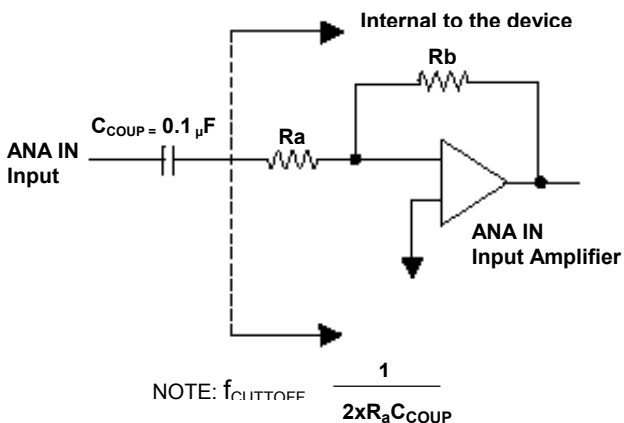 Internal to the device
Rb
CCOUP = 0.1 µF
Ra
ANA IN
Input
ANA IN
Input Amplifier
NOTE: fCUTTOFF
1
2xRaCCOUP